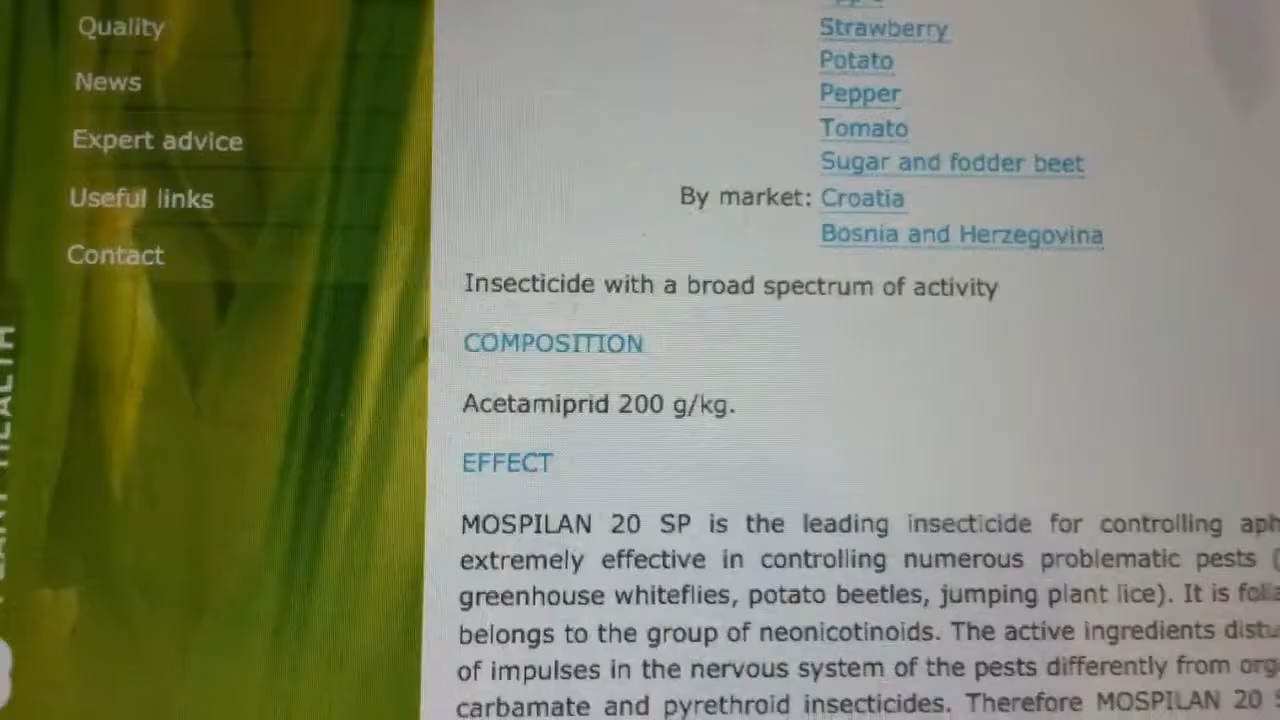 Quality
News
Expert advice
Useful links
Contact
HEALTH
Strawberry
Potato
Pepper
Tomato
Sugar and fodder beet
By market: Croatia
Bosnia and Herzegovina
Insecticide with a broad spectrum of activity
COMPOSITION
Acetamiprid 200 g/kg.
EFFECT
MOSPILAN 20 SP is the leading insecticide for controlling
extremely effective in controlling numerous problematic pests (
greenhouse whiteflies, potato beetles, jumping plant lice). It is
belongs to the group of neonicotinoids. The active ingredients
of impulses in the nervous system of the pests differently from
carbamate and pyrethroid insecticides. Therefore MOSPILAN 20